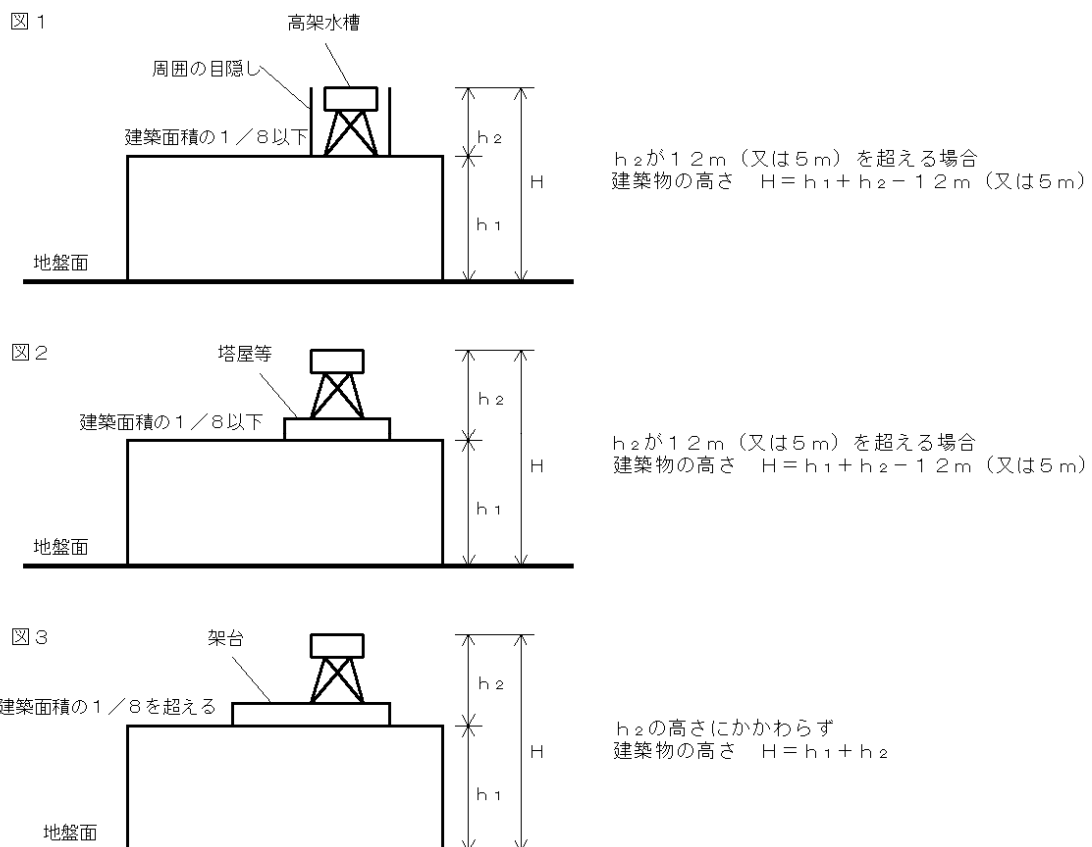 図１
高架水槽
周囲の目隠し
建築面積の１／８以下
h₂
H
h₁
地盤面
h₂が１２m（又は５m）を超える場合
建築物の高さ　H＝h₁＋h₂－１２m（又は５m）
図２
塔屋等
建築面積の１／８以下
h₂
H
h₁
地盤面
h₂が１２m（又は５m）を超える場合
建築物の高さ　H＝h₁＋h₂－１２m（又は５m）
図３
架台
建築面積の１／８を超える
h₂
H
h₁
地盤面
h₂の高さにかかわらず
建築物の高さ　H＝h₁＋h₂